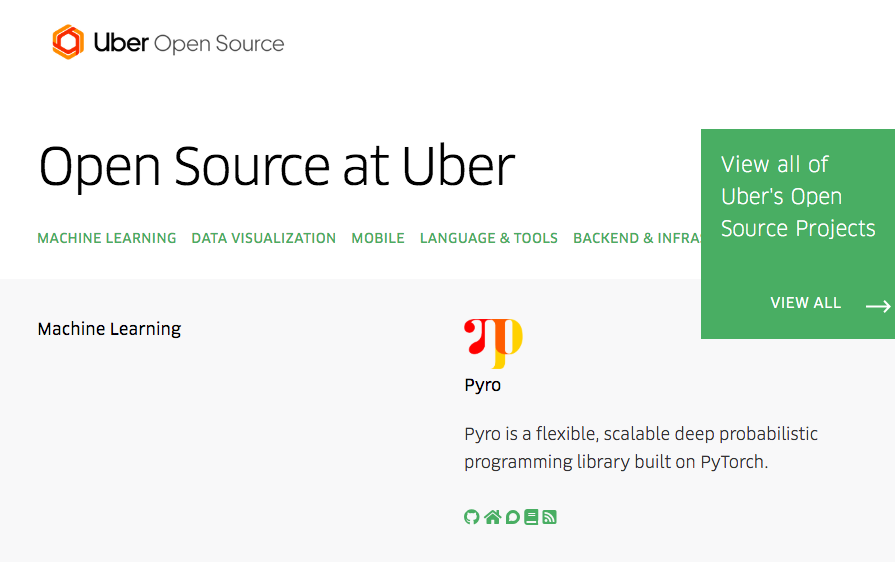 Uber Open Source
Open Source at Uber
View all of
Uber's Open
Source Projects
VIEW ALL
MACHINE LEARNING DATA VISUALIZATION MOBILE LANGUAGE & TOOLS BACKEND & INFRAS
Machine Learning
Pyro
Pyro is a flexible, scalable deep probabilistic
programming library built on PyTorch.